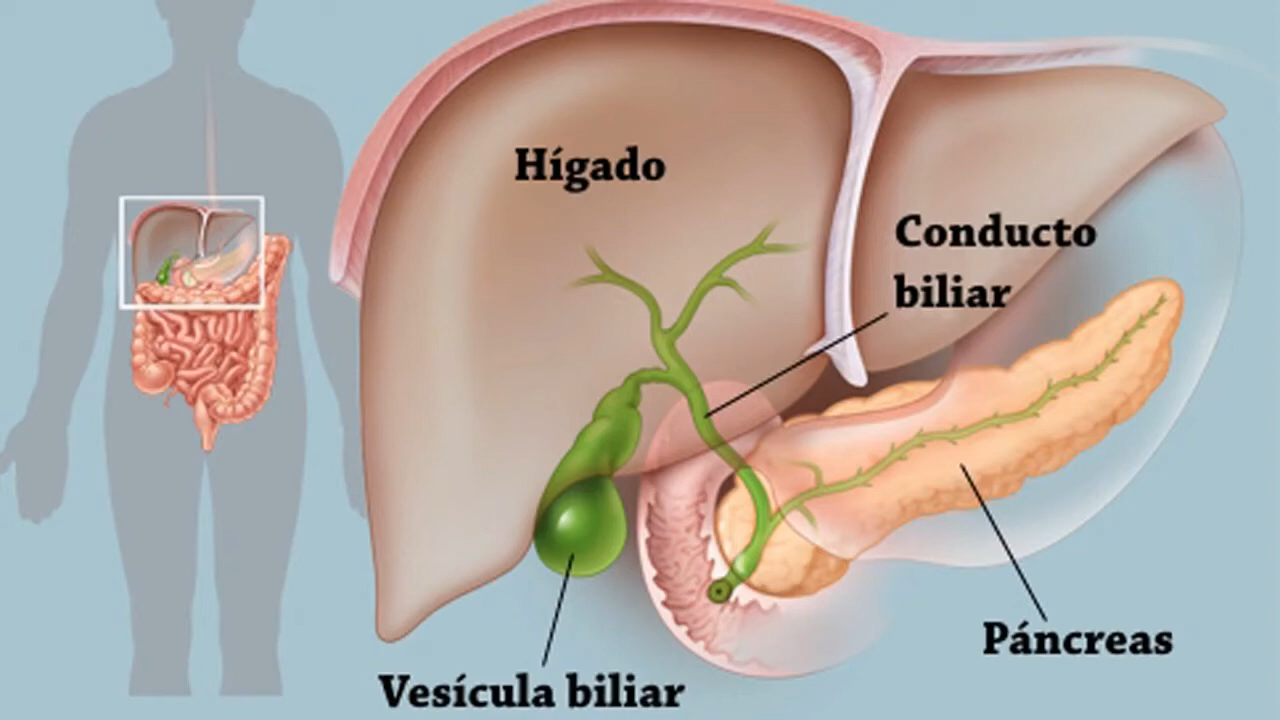 Hígado
Conducto
biliar
Páncreas
Vesícula biliar